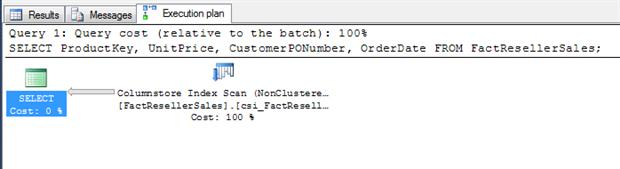 Results Messages Execution plan
Query 1: Query cost (relative to the batch): 100%
SELECT ProductKey, UnitPrice, CustomerPONumber, OrderDate FROM FactResellerSales;
SELECT
Cost: 0 %
Columnstore Index Scan (NonClustere…
[FactResellerSales].[csi_FactResell…
Cost: 100 %